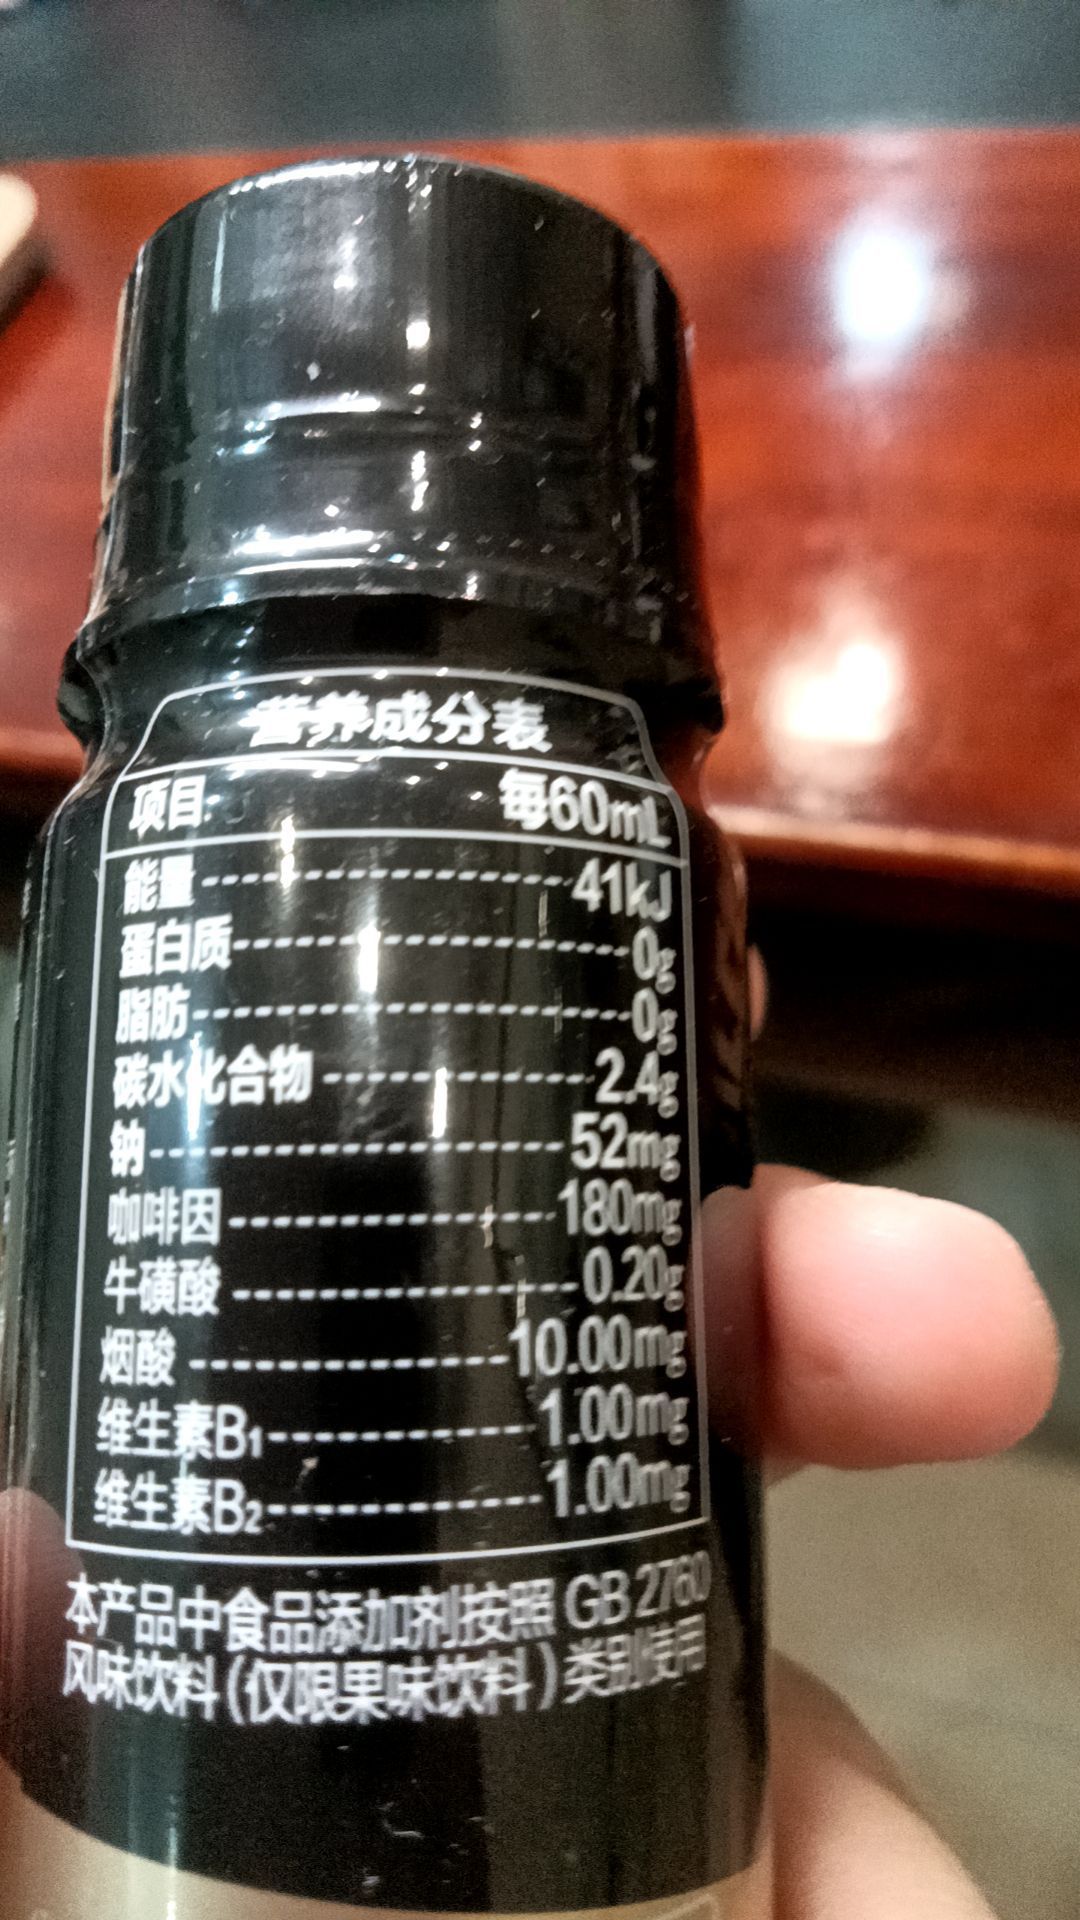 营养成分表
项目 每60mL
能量 41kJ
蛋白质 0g
脂肪 0g
碳水化合物 2.4g
钠 52mg
咖啡因 180mg
牛磺酸 0.20g
烟酸 10.00mg
维生素B₁ 1.00mg
维生素B₂ 1.00mg
本产品中食品添加剂按照 GB 2760
风味饮料(仅限果味饮料)类别使用